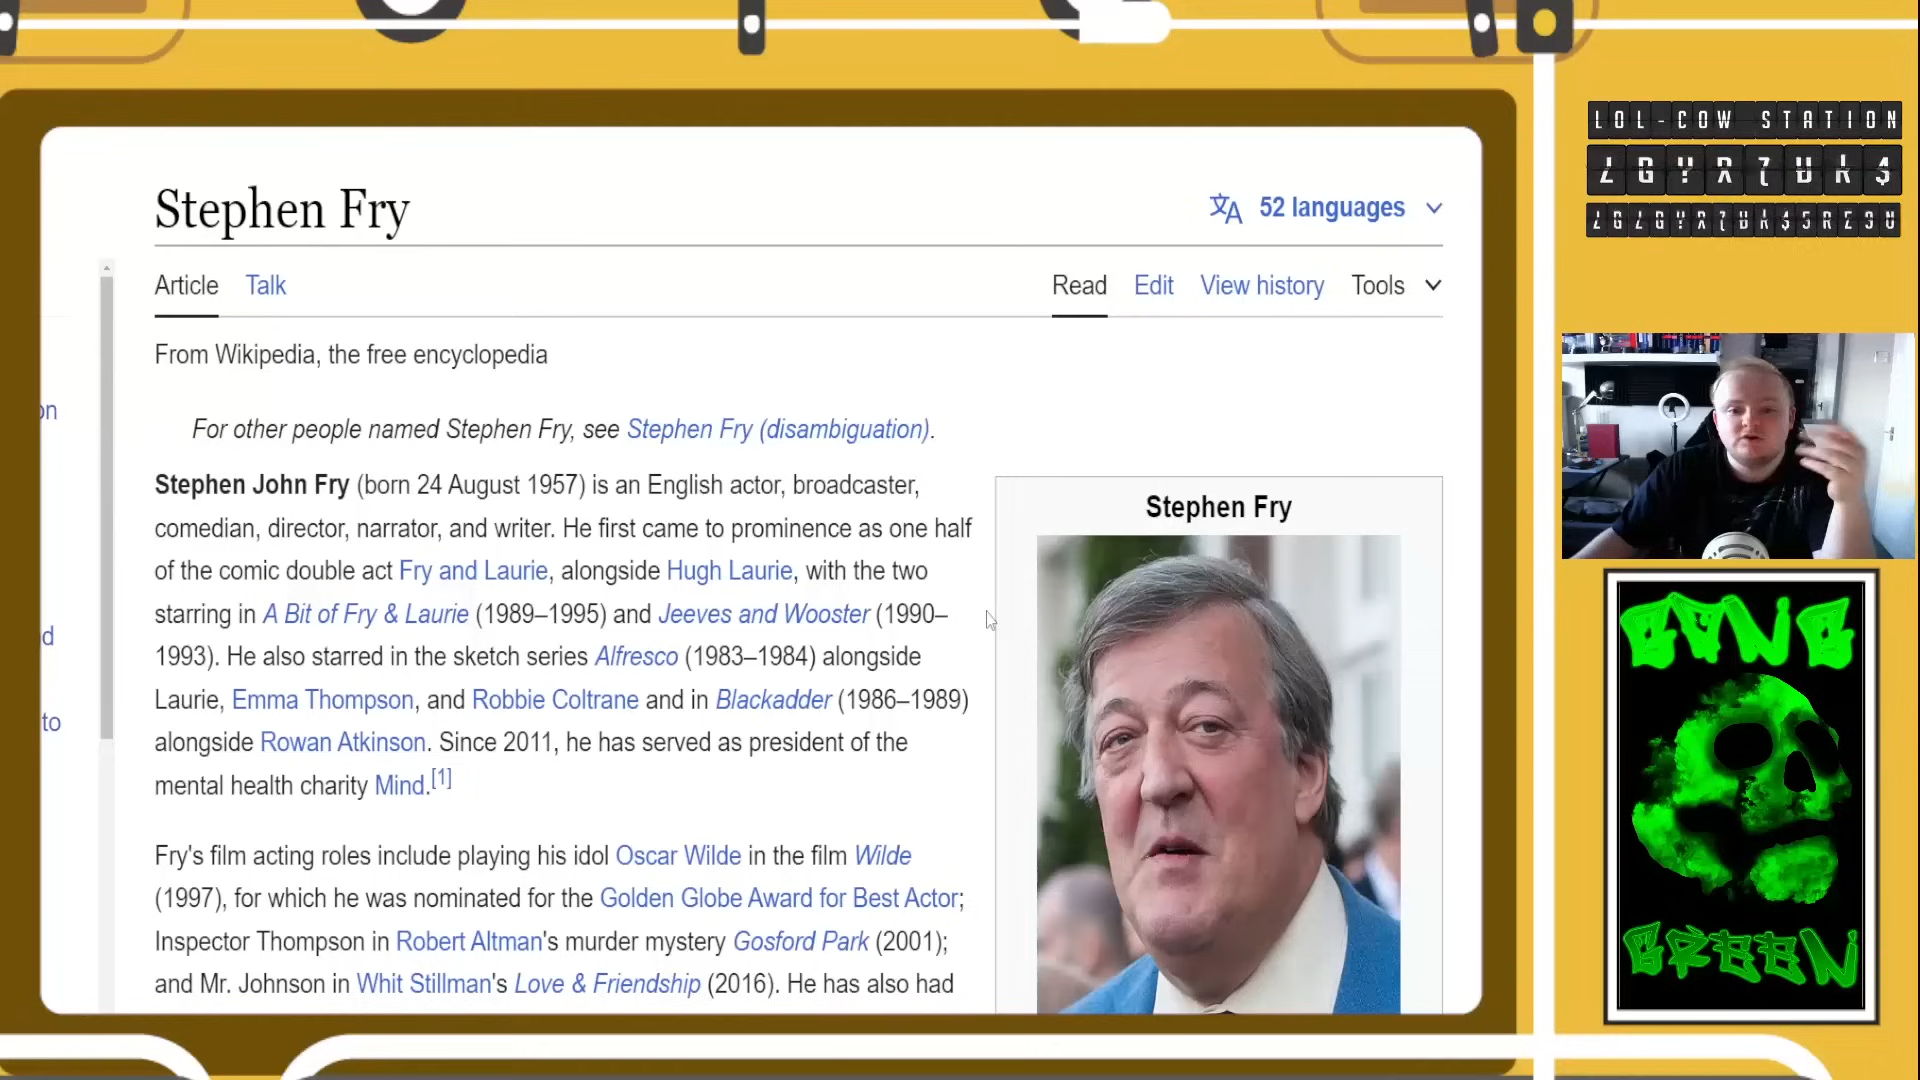 Stephen Fry
52 languages
Article Talk
Read Edit View history Tools
From Wikipedia, the free encyclopedia
For other people named Stephen Fry, see Stephen Fry (disambiguation).
Stephen John Fry (born 24 August 1957) is an English actor, broadcaster,
comedian, director, narrator, and writer. He first came to prominence as one half
of the comic double act Fry and Laurie, alongside Hugh Laurie, with the two
starring in A Bit of Fry & Laurie (1989–1995) and Jeeves and Wooster (1990–
1993). He also starred in the sketch series Alfresco (1983–1984) alongside
Laurie, Emma Thompson, and Robbie Coltrane and in Blackadder (1986–1989)
alongside Rowan Atkinson. Since 2011, he has served as president of the
mental health charity Mind.[1]
Fry's film acting roles include playing his idol Oscar Wilde in the film Wilde
(1997), for which he was nominated for the Golden Globe Award for Best Actor;
Inspector Thompson in Robert Altman's murder mystery Gosford Park (2001);
and Mr. Johnson in Whit Stillman's Love & Friendship (2016). He has also had
Stephen Fry
on
d
to
LOL-COW STATION
GANG
GREEN